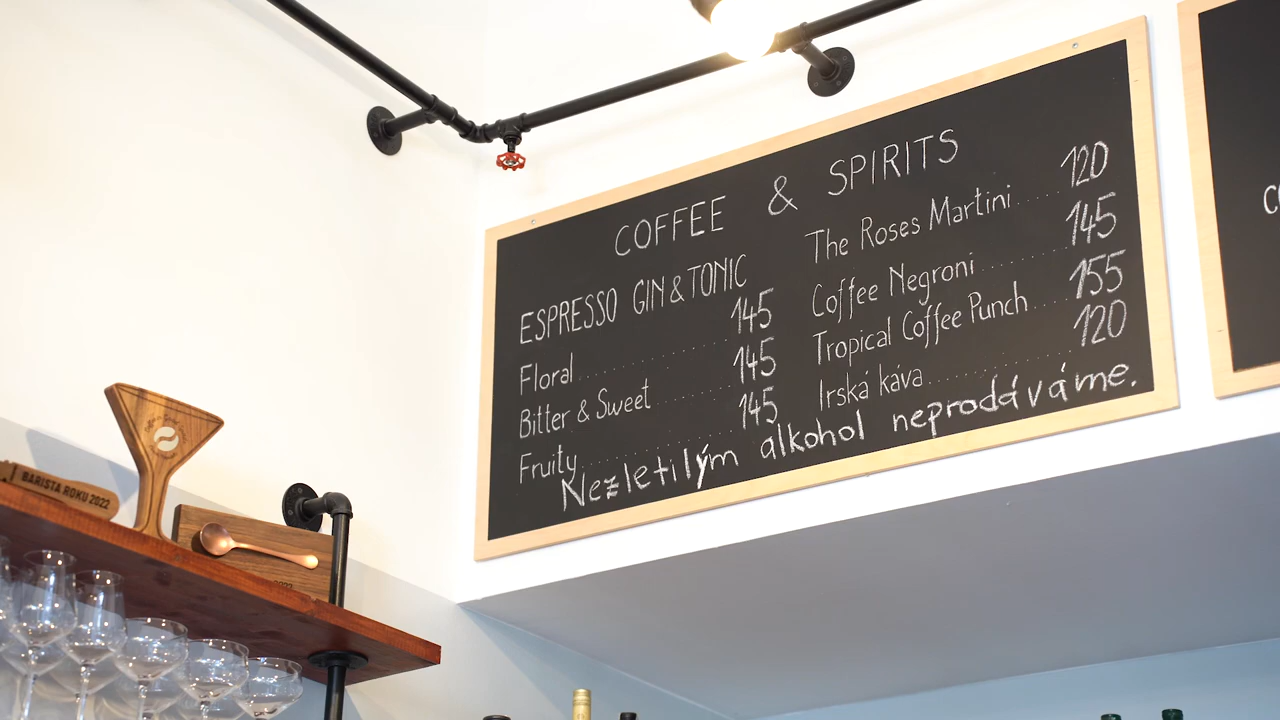 COFFEE & SPIRITS
ESPRESSO GIN & TONIC
Floral 145
Bitter & Sweet 145
Fruity 145
The Roses Martini 120
Coffee Negroni 145
Tropical Coffee Punch 155
Irská káva 120
Nezletilým alkohol neprodáváme.
BARISTA ROKU 2022